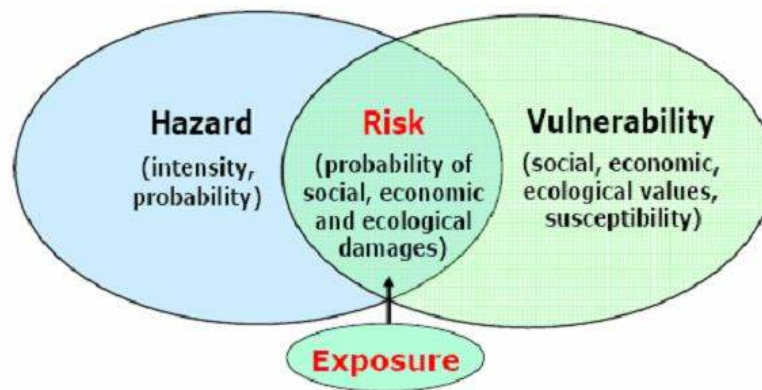 Hazard
(intensity,
probability)
Risk
(probability of
social, economic
and ecological
damages)
Vulnerability
(social, economic,
ecological values,
susceptibility)
Exposure